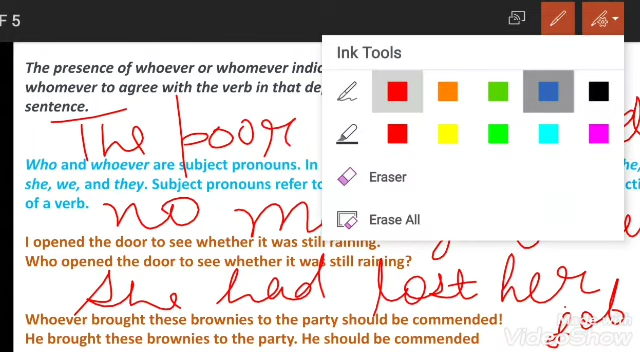 F 5
Ink Tools
The presence of whoever or whomever indic
whomever to agree with the verb in that de
sentence.
The poor
Who and whoever are subject pronouns. In
she, we, and they. Subject pronouns refer to
of a verb.
Eraser
no m
Erase All
I opened the door to see whether it was still raining.
Who opened the door to see whether it was still raining?
she had lost her
job
Whoever brought these brownies to the party should be commended!
He brought these brownies to the party. He should be commended
Made with
VideoShow